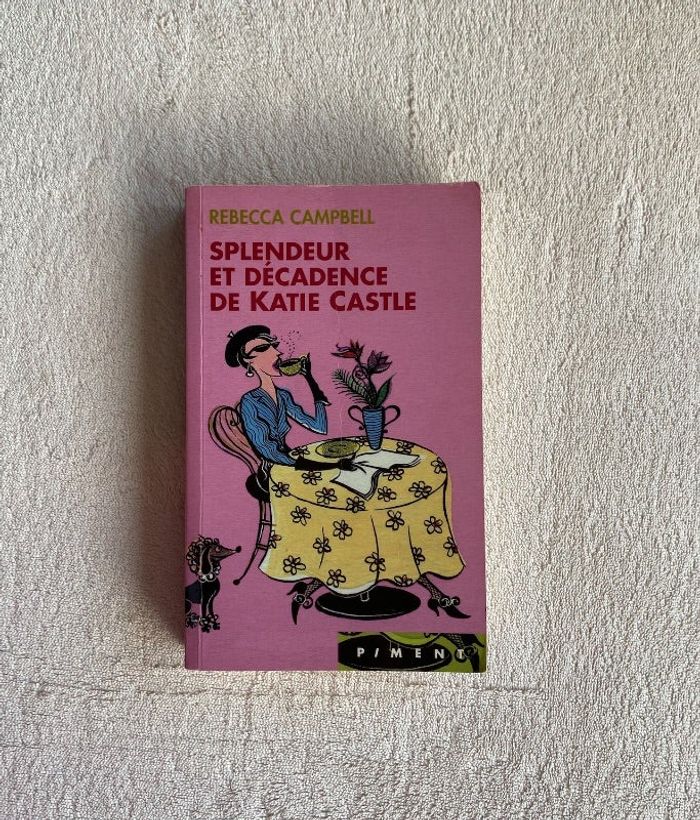 REBECCA CAMPBELL
SPLENDEUR
ET DÉCADENCE
DE KATIE CASTLE
PIMENT